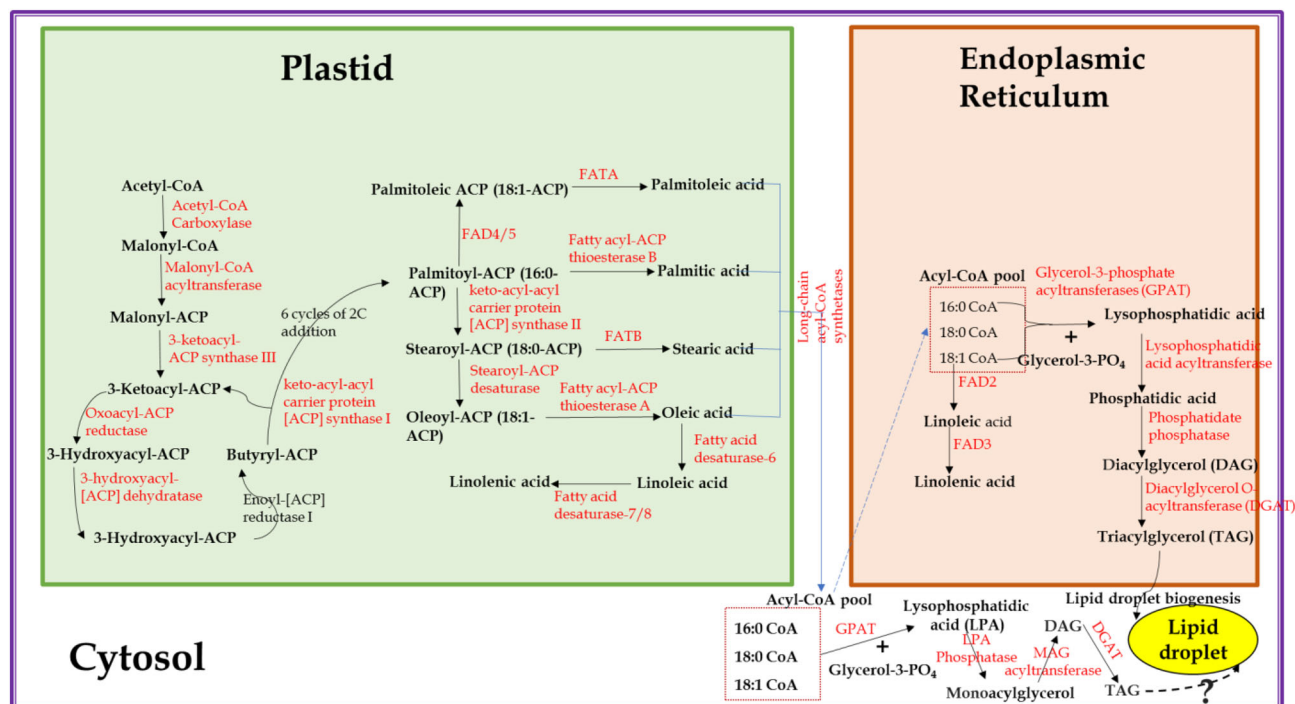 Plastid
Acetyl-CoA
Acetyl-CoA
Carboxylase
Malonyl-CoA
Malonyl-CoA
acyltransferase
Malonyl-ACP
3-ketoacyl-
ACP synthase III
3-Ketoacyl-ACP
Oxoacyl-ACP
reductase
3-Hydroxyacyl-ACP
3-hydroxyacyl-
[ACP] dehydratase
3-Hydroxyacyl-ACP
Enoyl-[ACP]
reductase I
Butyryl-ACP
keto-acyl-acyl
carrier protein
[ACP] synthase I
6 cycles of 2C
addition
Palmitoleic ACP (18:1-ACP)
FATA
Palmitoleic acid
FAD4/5
Palmitoyl-ACP (16:0-
ACP)
Fatty acyl-ACP
thioesterase B
Palmitic acid
keto-acyl-acyl
carrier protein
[ACP] synthase II
Stearoyl-ACP (18:0-ACP)
FATB
Stearic acid
Stearoyl-ACP
desaturase
Oleoyl-ACP (18:1-
ACP)
Fatty acyl-ACP
thioesterase A
Oleic acid
Fatty acid
desaturase-6
Linoleic acid
Fatty acid
desaturase-7/8
Linolenic acid
Long-chain
acyl-CoA
synthetases
Endoplasmic
Reticulum
Acyl-CoA pool
16:0 CoA
18:0 CoA
18:1 CoA
Glycerol-3-phosphate
acyltransferases (GPAT)
+
Glycerol-3-PO₄
Lysophosphatidic acid
Lysophosphatidic
acid acyltransferase
Phosphatidic acid
Phosphatidate
phosphatase
Diacylglycerol (DAG)
Diacylglycerol O-
acyltransferase (DGAT)
Triacylglycerol (TAG)
FAD2
Linoleic acid
FAD3
Linolenic acid
Cytosol
Acyl-CoA pool
16:0 CoA
18:0 CoA
18:1 CoA
GPAT
+
Glycerol-3-PO₄
Lysophosphatidic
acid (LPA)
LPA
Phosphatase
Monoacylglycerol
MAG
acyltransferase
DAG
DGAT
TAG
?
Lipid droplet biogenesis
Lipid
droplet